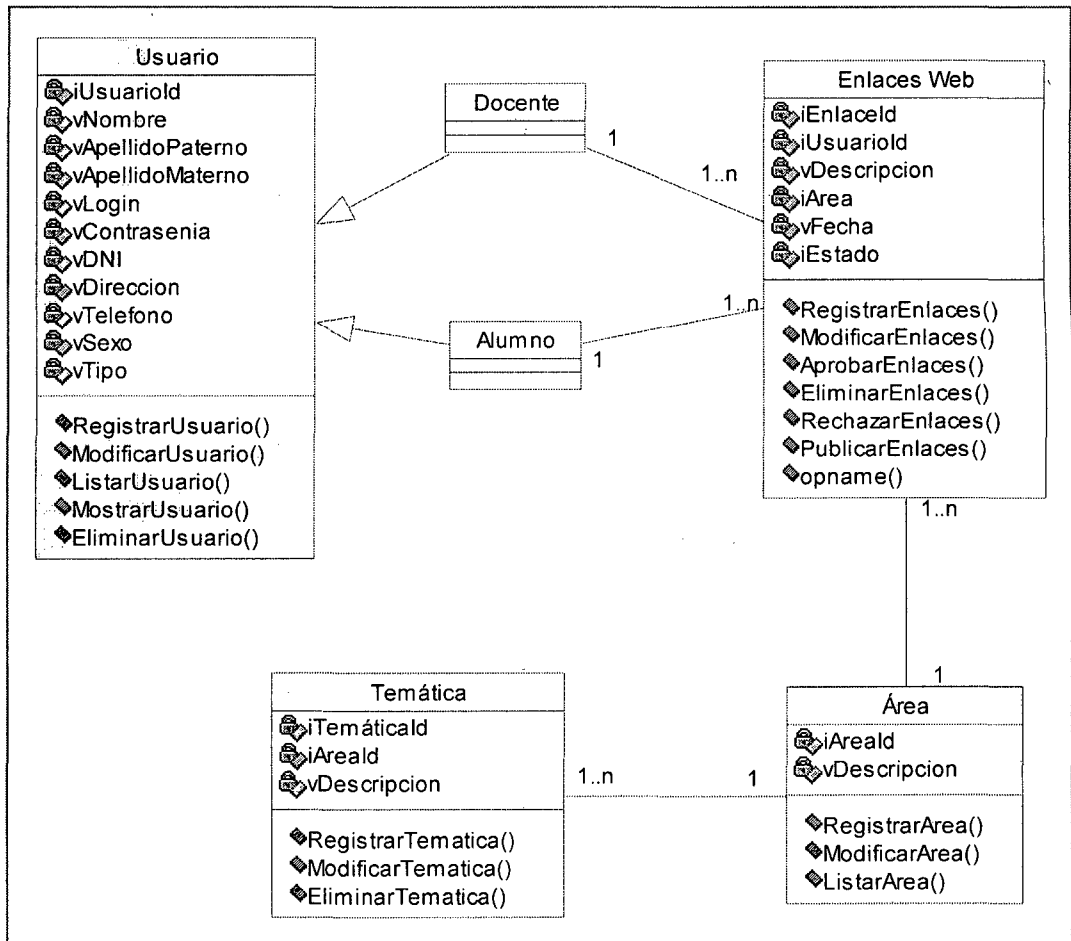 Usuario
iUsuarioId
vNombre
vApellidoPaterno
vApellidoMaterno
vLogin
vContrasenia
vDNI
vDireccion
vTelefono
vSexo
vTipo
RegistrarUsuario()
ModificarUsuario()
ListarUsuario()
MostrarUsuario()
EliminarUsuario()
Docente
1
1..n
Alumno
1
1..n
Enlaces Web
iEnlaceId
iUsuarioId
vDescripcion
iArea
vFecha
iEstado
RegistrarEnlaces()
ModificarEnlaces()
AprobarEnlaces()
EliminarEnlaces()
RechazarEnlaces()
PublicarEnlaces()
opname()
1..n
1
Temática
iTemáticaId
iAreaId
vDescripcion
RegistrarTematica()
ModificarTematica()
EliminarTematica()
1..n
1
Área
iAreaId
vDescripcion
RegistrarArea()
ModificarArea()
ListarArea()